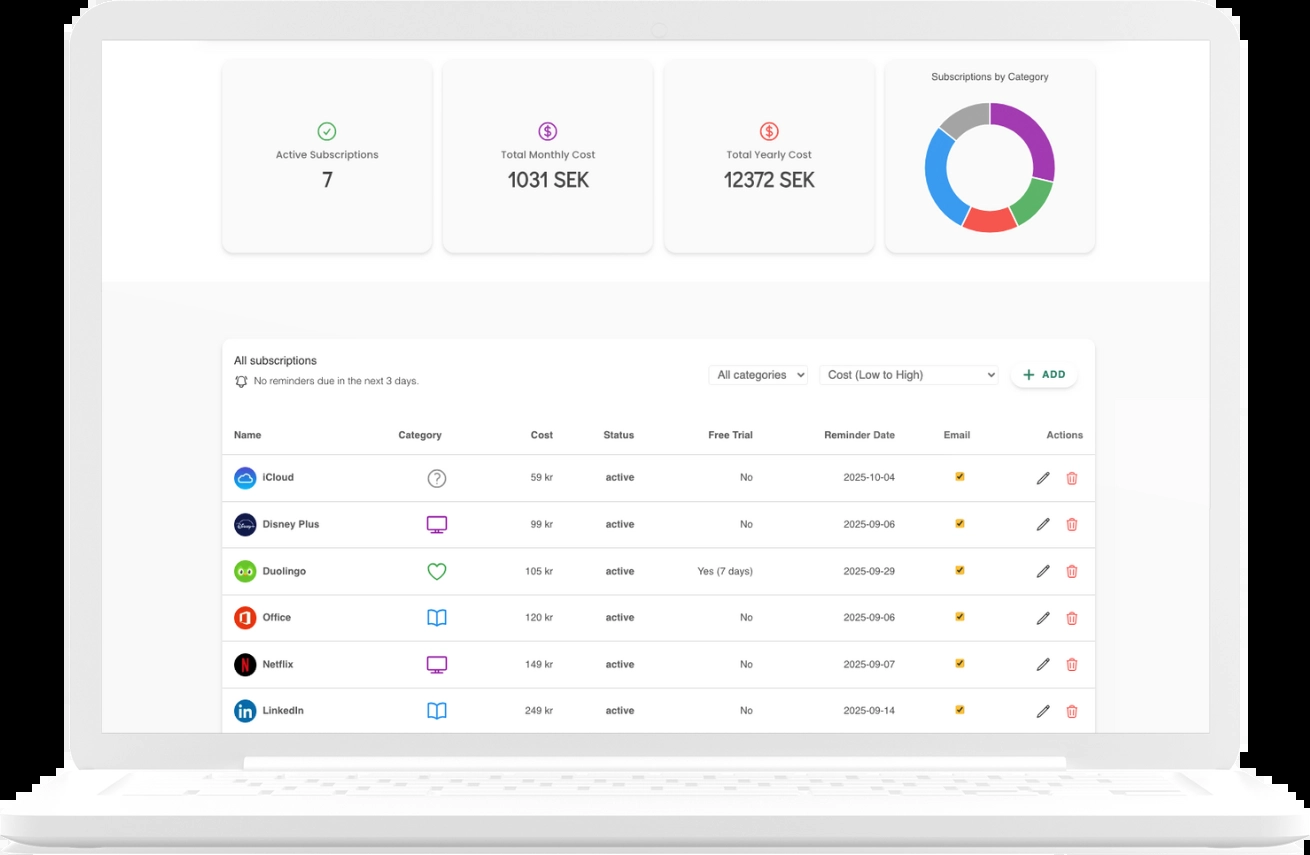 Subscriptions by Category
Active Subscriptions
7
Total Monthly Cost
1031 SEK
Total Yearly Cost
12372 SEK
All subscriptions
No reminders due in the next 3 days.
All categories
Cost (Low to High)
+ ADD
Name Category Cost Status Free Trial Reminder Date Email Actions
iCloud ? 59 kr active No 2025-10-04
Disney+ Disney Plus 99 kr active No 2025-09-06
Duolingo 105 kr active Yes (7 days) 2025-09-29
Office 120 kr active No 2025-09-06
N Netflix 149 kr active No 2025-09-07
in LinkedIn 249 kr active No 2025-09-14